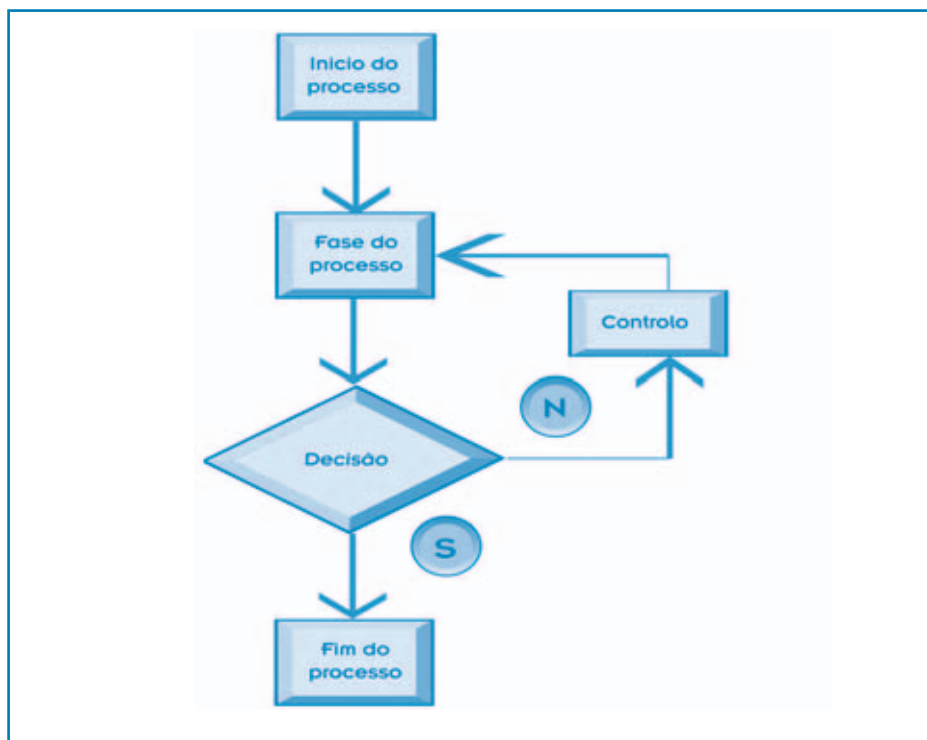 Inicio do
processo
Fase do
processo
Controlo
N
Decisão
S
Fim do
processo